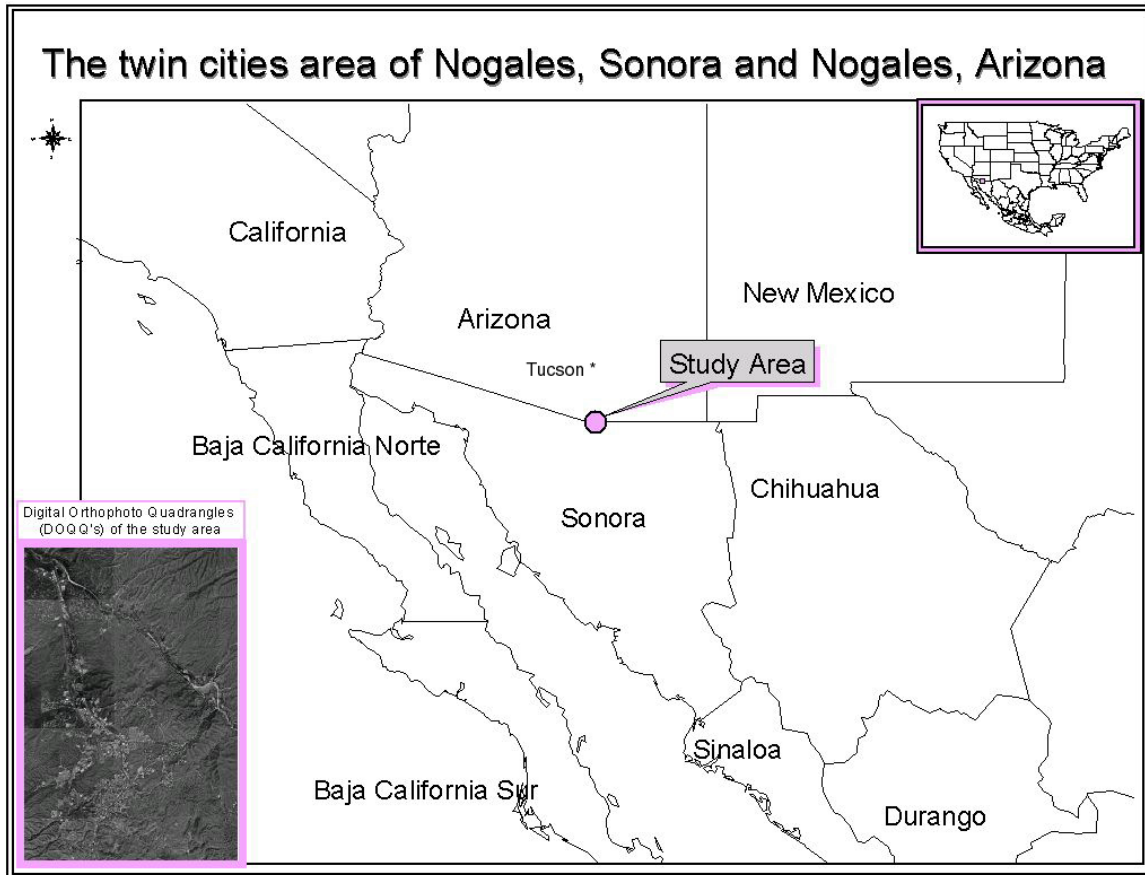 The twin cities area of Nogales, Sonora and Nogales, Arizona
California
New Mexico
Arizona
Tucson *
Study Area
Baja California Norte
Chihuahua
Sonora
Digital Orthophoto Quadrangles
(DOQQ's) of the study area
Sinaloa
Baja California Sur
Durango